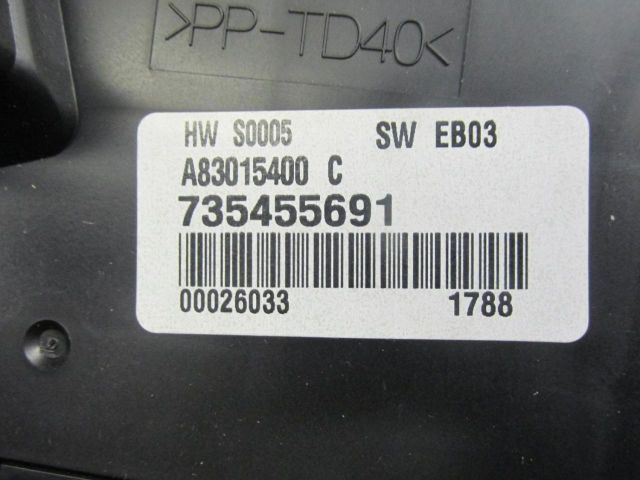 >PP-TD40<
HW S0005 SW EB03
A83015400 C
735455691
00026033 1788